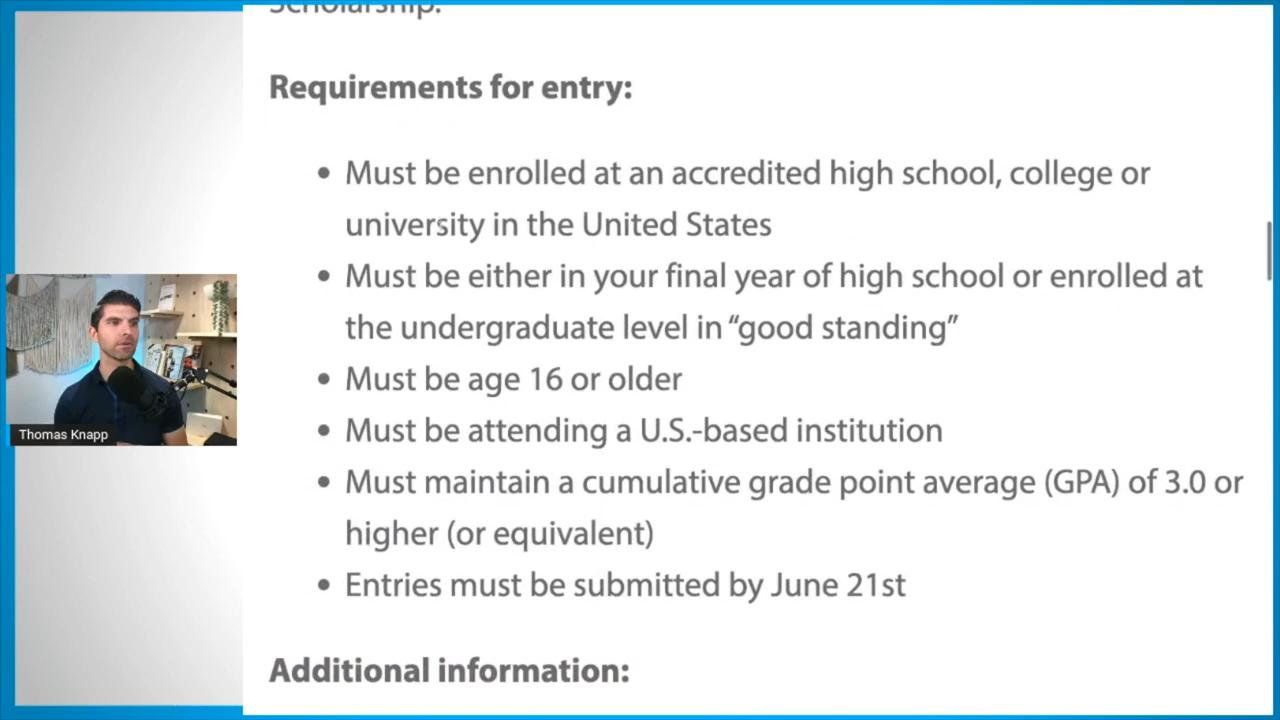 Scholarship.
Requirements for entry:
• Must be enrolled at an accredited high school, college or
university in the United States
• Must be either in your final year of high school or enrolled at
the undergraduate level in “good standing”
• Must be age 16 or older
• Must be attending a U.S.-based institution
• Must maintain a cumulative grade point average (GPA) of 3.0 or
higher (or equivalent)
• Entries must be submitted by June 21st
Additional information:
Thomas Knapp